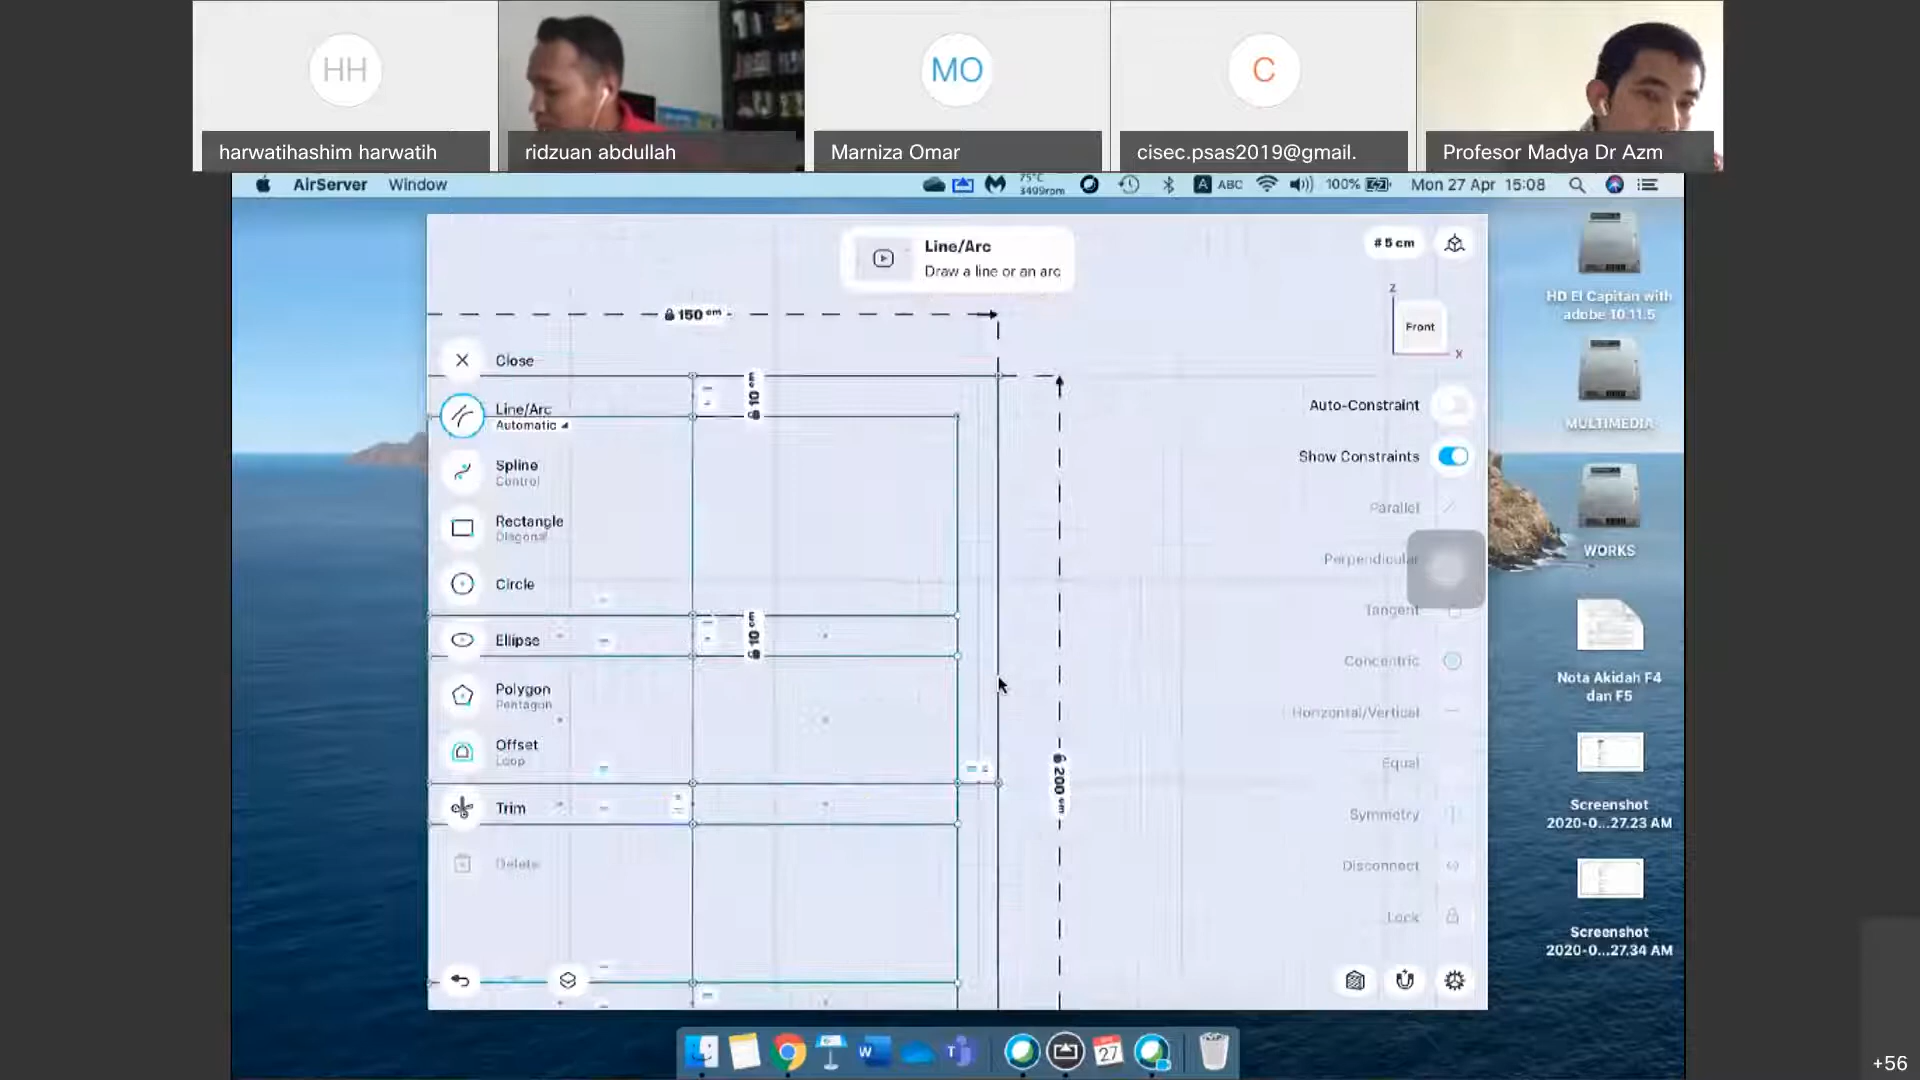 HH
MO
C
harwatihashim harwatih
ridzuan abdullah
Marniza Omar
cisec.psas2019@gmail.
Profesor Madya Dr Azm
AirServer Window
75°C
3499rpm
A ABC
100%
Mon 27 Apr 15:08
Line/Arc
Draw a line or an arc
# 5 cm
150 cm
Z
Front
X
Close
10 cm
Line/Arc
Automatic
Spline
Control
Rectangle
Diagonal
Circle
Ellipse
10 cm
Polygon
Pentagon
Offset
Loop
Trim
Delete
200 cm
Auto-Constraint
Show Constraints
Parallel
Perpendicular
Tangent
Concentric
Horizontal/Vertical
Equal
Symmetry
Disconnect
Lock
HD El Capitan with
adobe 10.11.5
MULTIMEDIA
WORKS
Nota Akidah F4
dan F5
Screenshot
2020-0...27.23 AM
Screenshot
2020-0...27.34 AM
W
T
27
+56